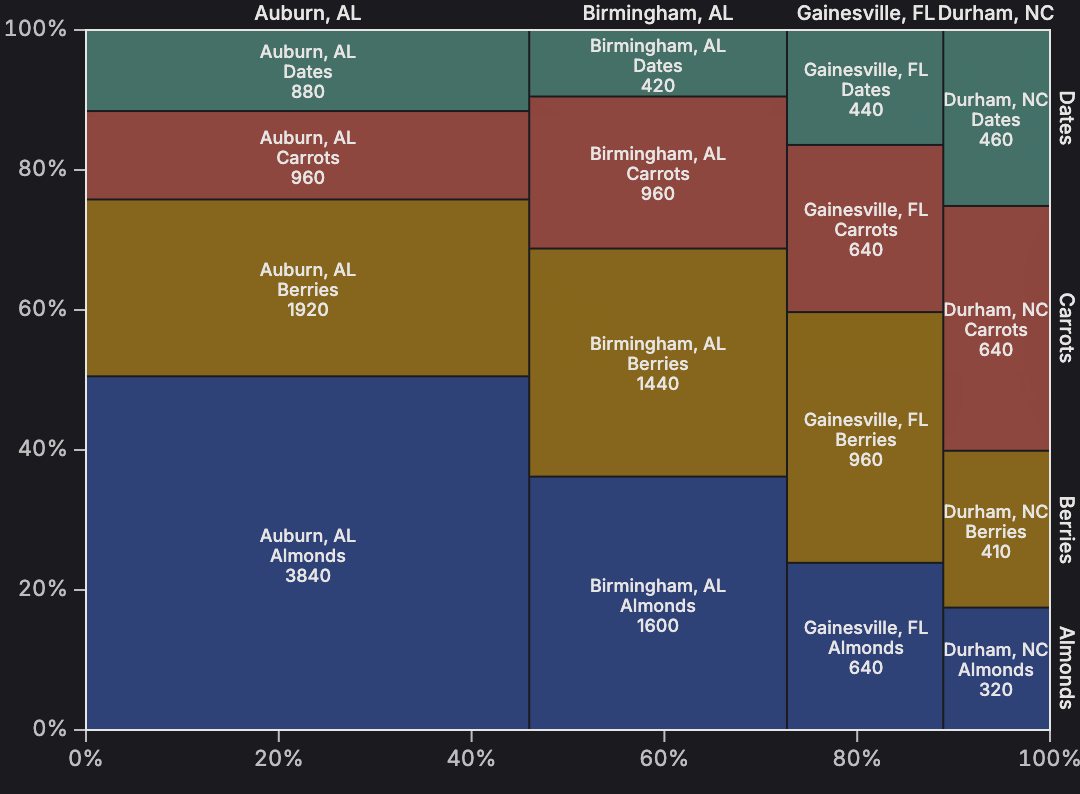 Auburn, AL
Birmingham, AL
Gainesville, FL
Durham, NC
100%
80%
60%
40%
20%
0%
Auburn, AL
Dates
880
Auburn, AL
Carrots
960
Auburn, AL
Berries
1920
Auburn, AL
Almonds
3840
Birmingham, AL
Dates
420
Birmingham, AL
Carrots
960
Birmingham, AL
Berries
1440
Birmingham, AL
Almonds
1600
Gainesville, FL
Dates
440
Gainesville, FL
Carrots
640
Gainesville, FL
Berries
960
Gainesville, FL
Almonds
640
Durham, NC
Dates
460
Durham, NC
Carrots
640
Durham, NC
Berries
410
Durham, NC
Almonds
320
Dates
Carrots
Berries
Almonds
0%
20%
40%
60%
80%
100%